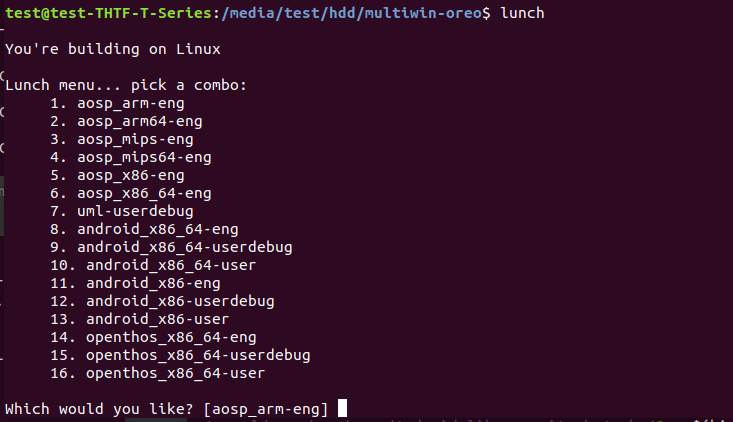 test@test-THTF-T-Series:/media/test/hdd/multiwin-oreo$ lunch
You're building on Linux
Lunch menu... pick a combo:
1. aosp_arm-eng
2. aosp_arm64-eng
3. aosp_mips-eng
4. aosp_mips64-eng
5. aosp_x86-eng
6. aosp_x86_64-eng
7. uml-userdebug
8. android_x86_64-eng
9. android_x86_64-userdebug
10. android_x86_64-user
11. android_x86-eng
12. android_x86-userdebug
13. android_x86-user
14. openthos_x86_64-eng
15. openthos_x86_64-userdebug
16. openthos_x86_64-user
Which would you like? [aosp_arm-eng]